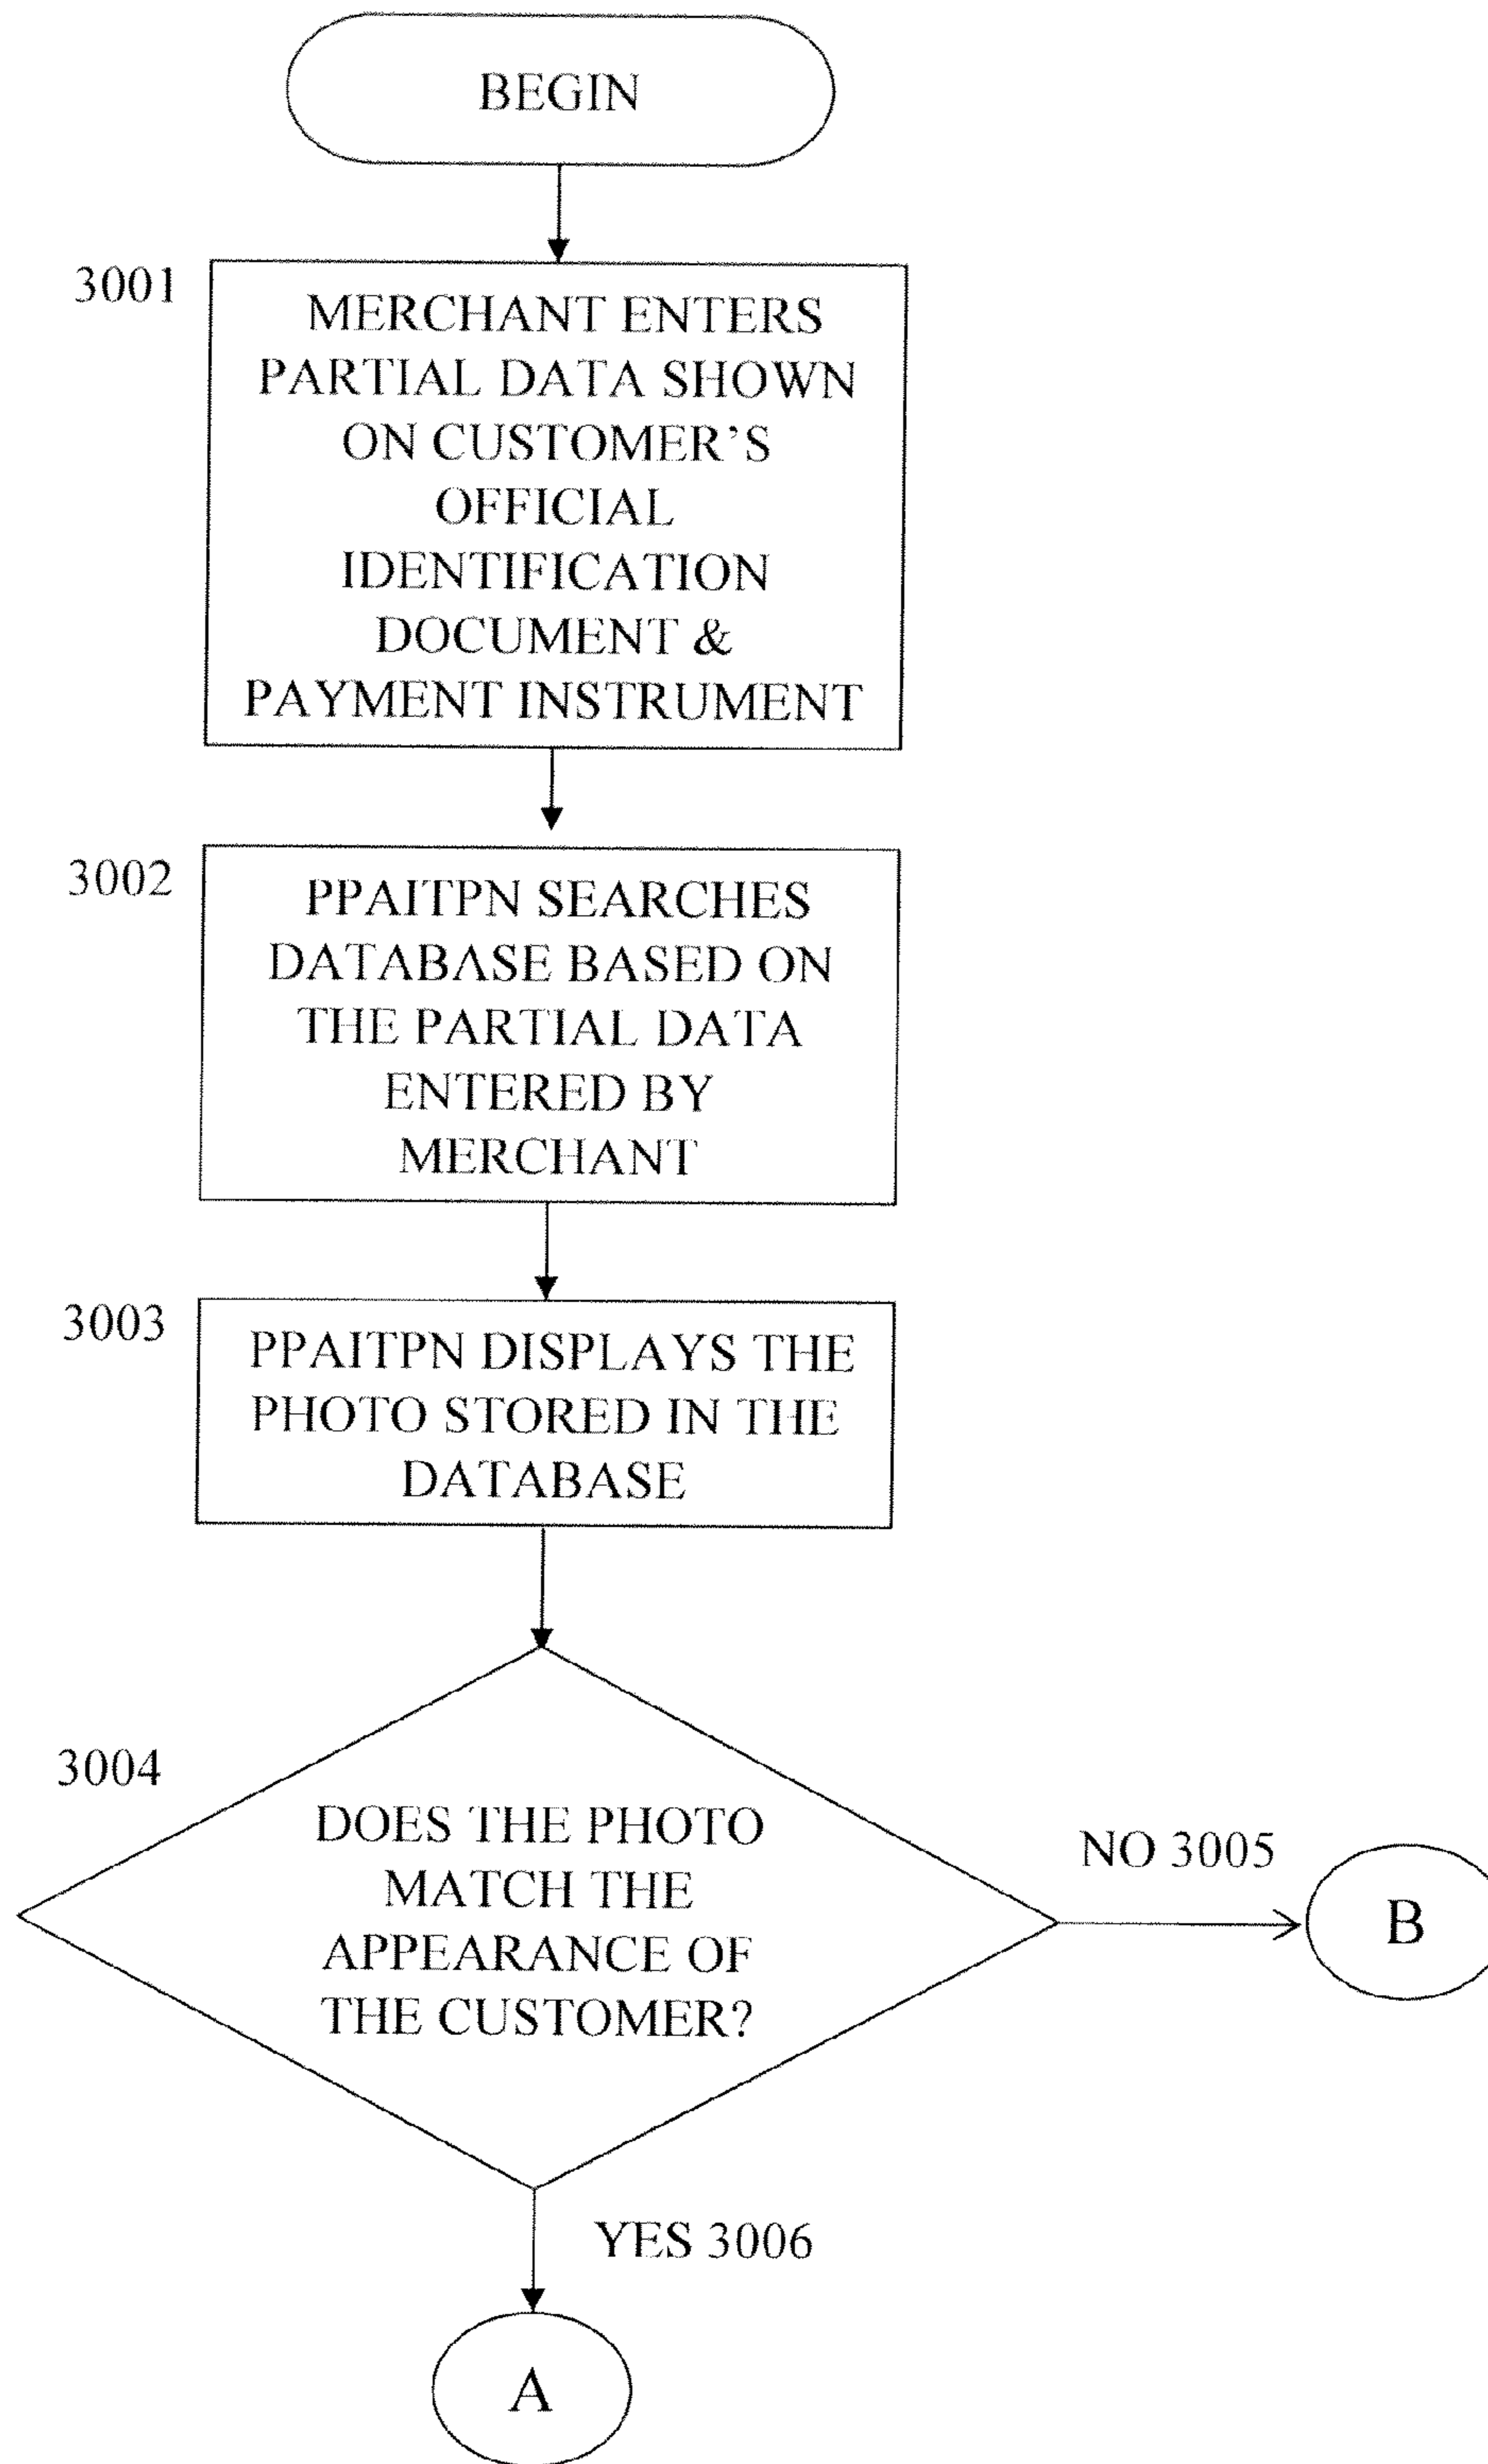 BEGIN
3001
MERCHANT ENTERS
PARTIAL DATA SHOWN
ON CUSTOMER'S
OFFICIAL
IDENTIFICATION
DOCUMENT &
PAYMENT INSTRUMENT
3002
PPAITPN SEARCHES
DATABASE BASED ON
THE PARTIAL DATA
ENTERED BY
MERCHANT
3003
PPAITPN DISPLAYS THE
PHOTO STORED IN THE
DATABASE
3004
DOES THE PHOTO
MATCH THE
APPEARANCE OF
THE CUSTOMER?
NO 3005
B
YES 3006
A